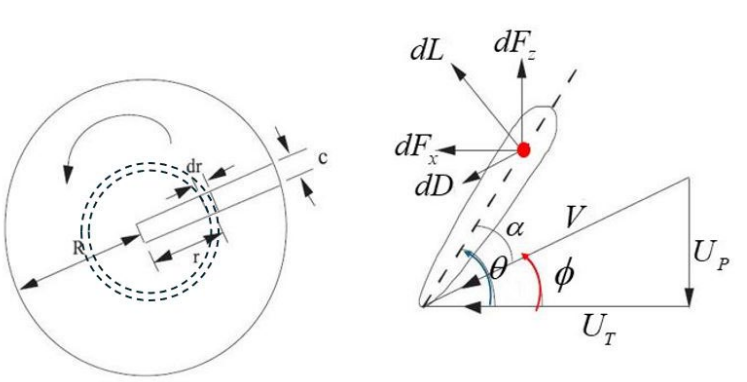 dr
c
R
r
dL
dF_z
dF_x
dD
α
V
θ
ϕ
U_P
U_T